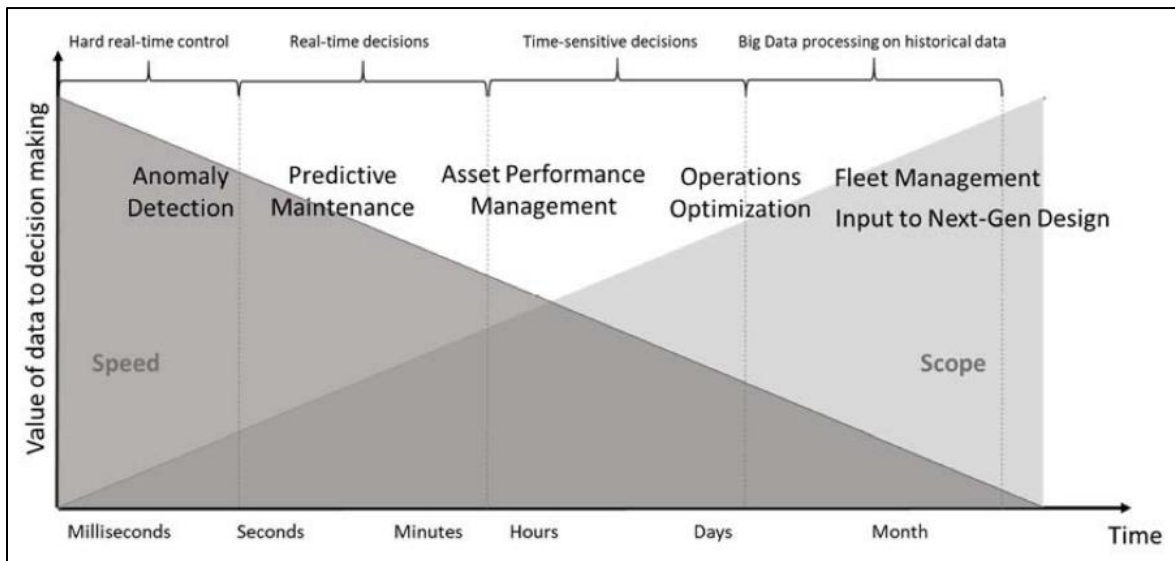 Hard real-time control
Real-time decisions
Time-sensitive decisions
Big Data processing on historical data
Value of data to decision making
Anomaly
Detection
Predictive
Maintenance
Asset Performance
Management
Operations
Optimization
Fleet Management
Input to Next-Gen Design
Speed
Scope
Milliseconds
Seconds
Minutes
Hours
Days
Month
Time